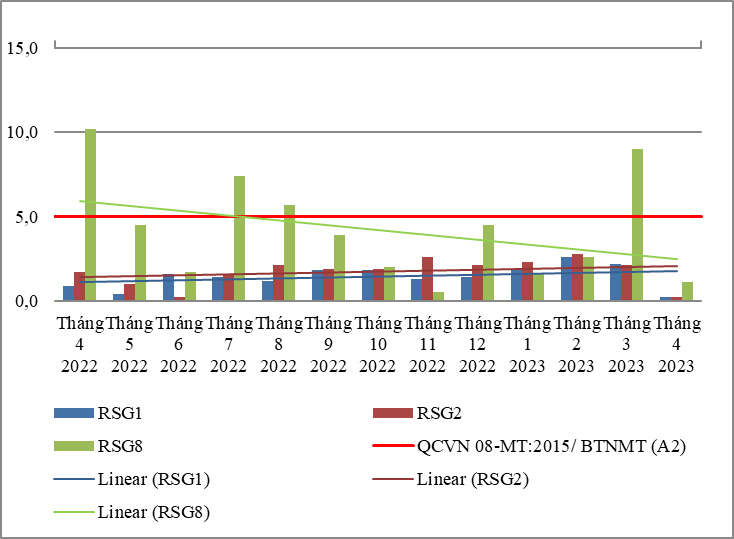 15,0
10,0
5,0
0,0
Tháng Tháng Tháng Tháng Tháng Tháng Tháng Tháng Tháng Tháng Tháng Tháng Tháng
4 5 6 7 8 9 10 11 12 1 2 3 4
2022 2022 2022 2022 2022 2022 2022 2022 2022 2023 2023 2023 2023
RSG1 RSG2
RSG8 QCVN 08-MT:2015/ BTNMT (A2)
Linear (RSG1) Linear (RSG2)
Linear (RSG8)